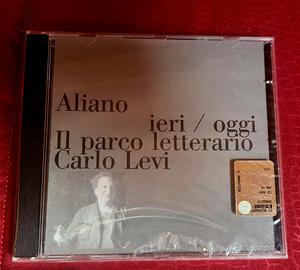 Aliano
ieri / oggi
Il parco letterario
Carlo Levi